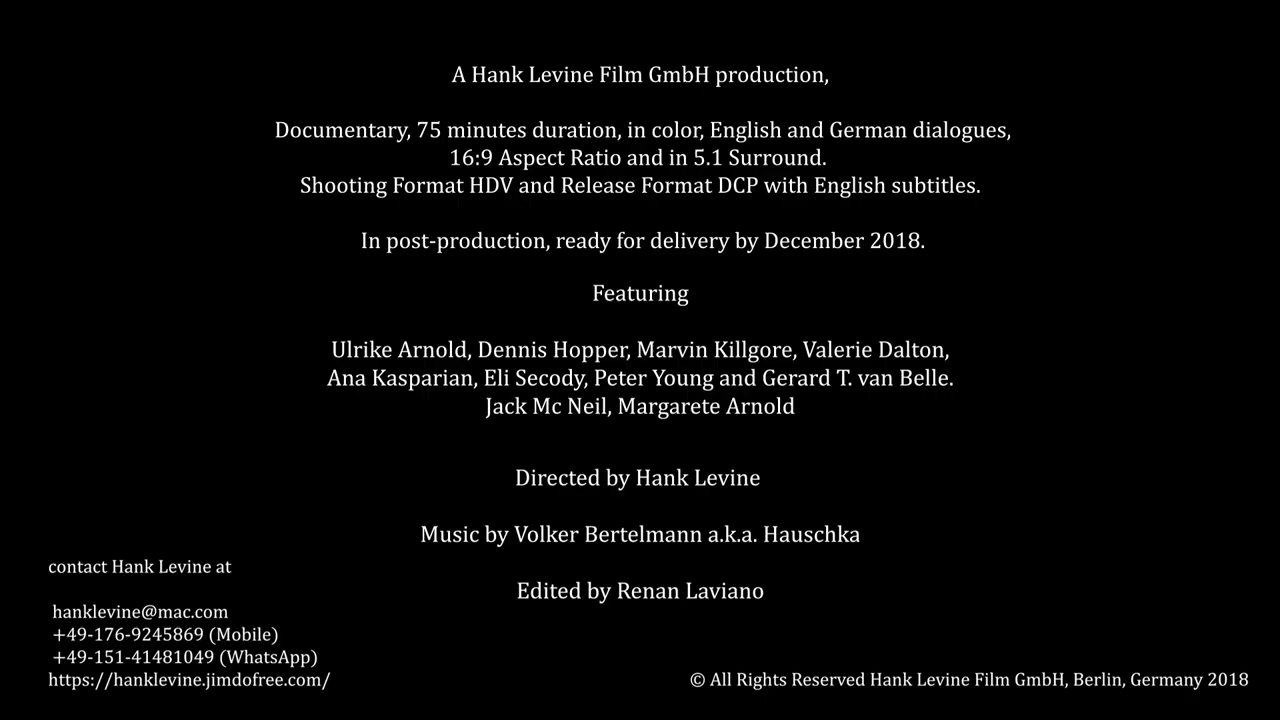 A Hank Levine Film GmbH production,
Documentary, 75 minutes duration, in color, English and German dialogues,
16:9 Aspect Ratio and in 5.1 Surround.
Shooting Format HDV and Release Format DCP with English subtitles.
In post-production, ready for delivery by December 2018.
Featuring
Ulrike Arnold, Dennis Hopper, Marvin Killgore, Valerie Dalton,
Ana Kasparian, Eli Secody, Peter Young and Gerard T. van Belle.
Jack Mc Neil, Margarete Arnold
Directed by Hank Levine
Music by Volker Bertelmann a.k.a. Hauschka
Edited by Renan Laviano
contact Hank Levine at
hanklevine@mac.com
+49-176-9245869 (Mobile)
+49-151-41481049 (WhatsApp)
https://hanklevine.jimdofree.com/
© All Rights Reserved Hank Levine Film GmbH, Berlin, Germany 2018